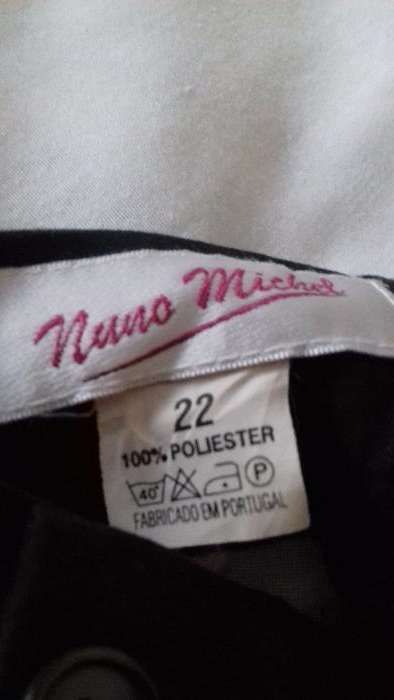 Nuno Michel
22
100% POLIESTER
40° P
FABRICADO EM PORTUGAL